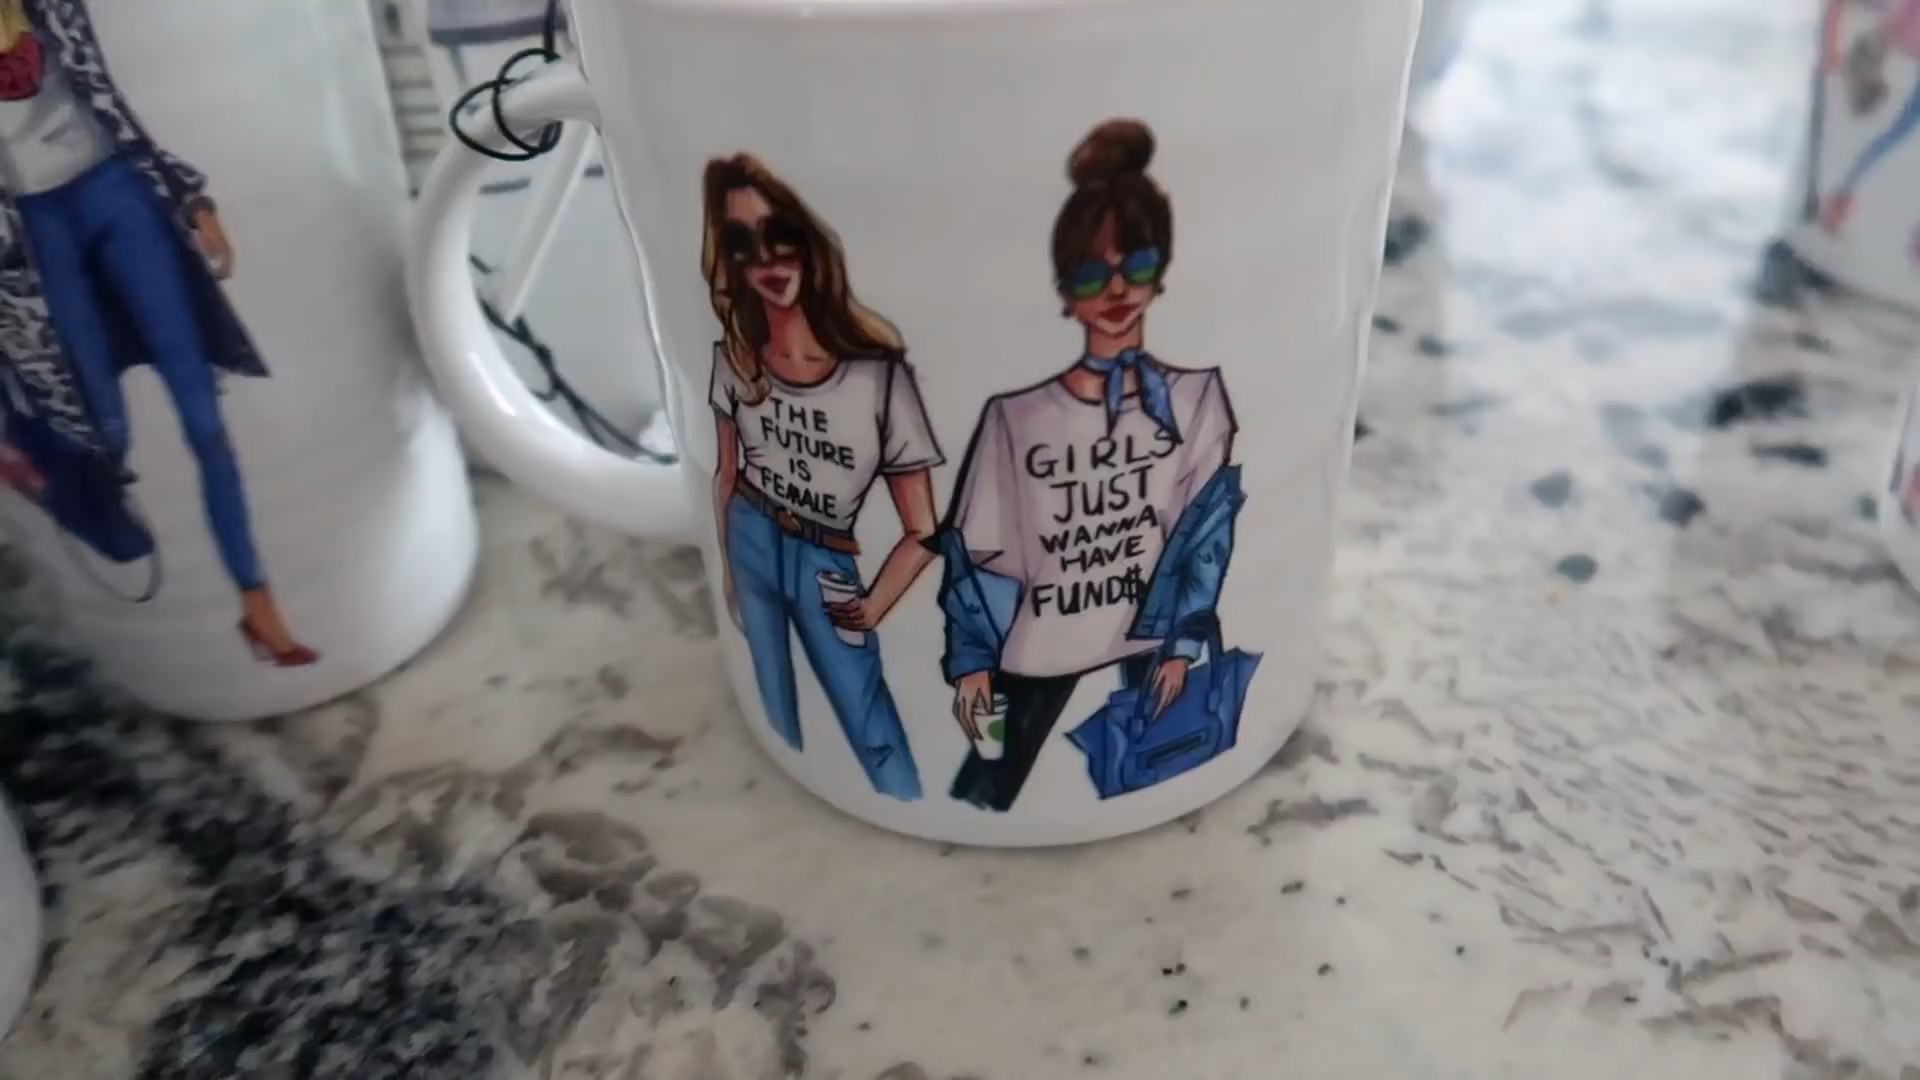 THE
FUTURE
IS
FEMALE
GIRLS
JUST
WANNA
HAVE
FUND$